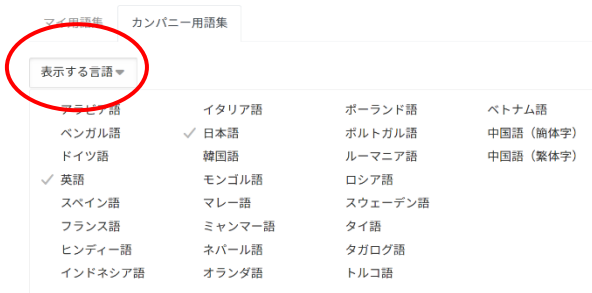 マイ用語集 カンパニー用語集
表示する言語
アラビア語 イタリア語 ポーランド語 ベトナム語
ベンガル語 日本語 ポルトガル語 中国語（簡体字）
ドイツ語 韓国語 ルーマニア語 中国語（繁体字）
英語 モンゴル語 ロシア語
スペイン語 マレー語 スウェーデン語
フランス語 ミャンマー語 タイ語
ヒンディー語 ネパール語 タガログ語
インドネシア語 オランダ語 トルコ語